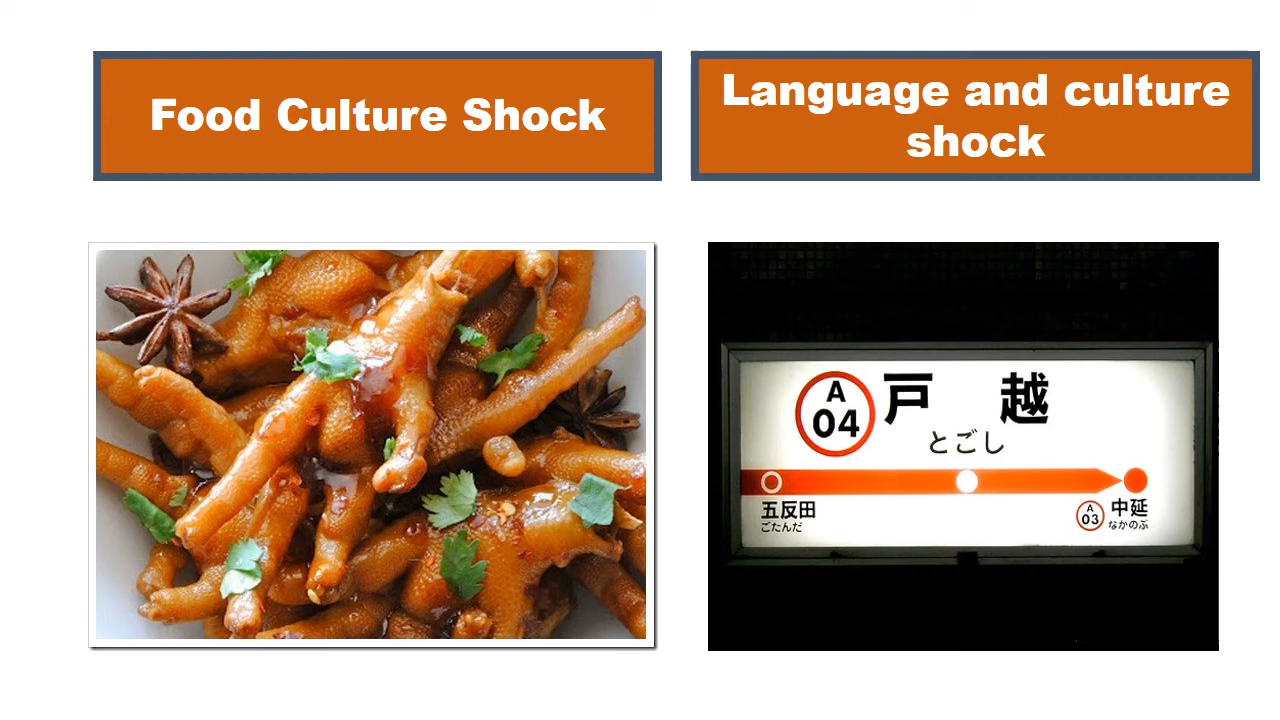 Food Culture Shock
Language and culture
shock
A
04
戸 越
とごし
五反田
ごたんだ
A
03
中延
なかのぶ